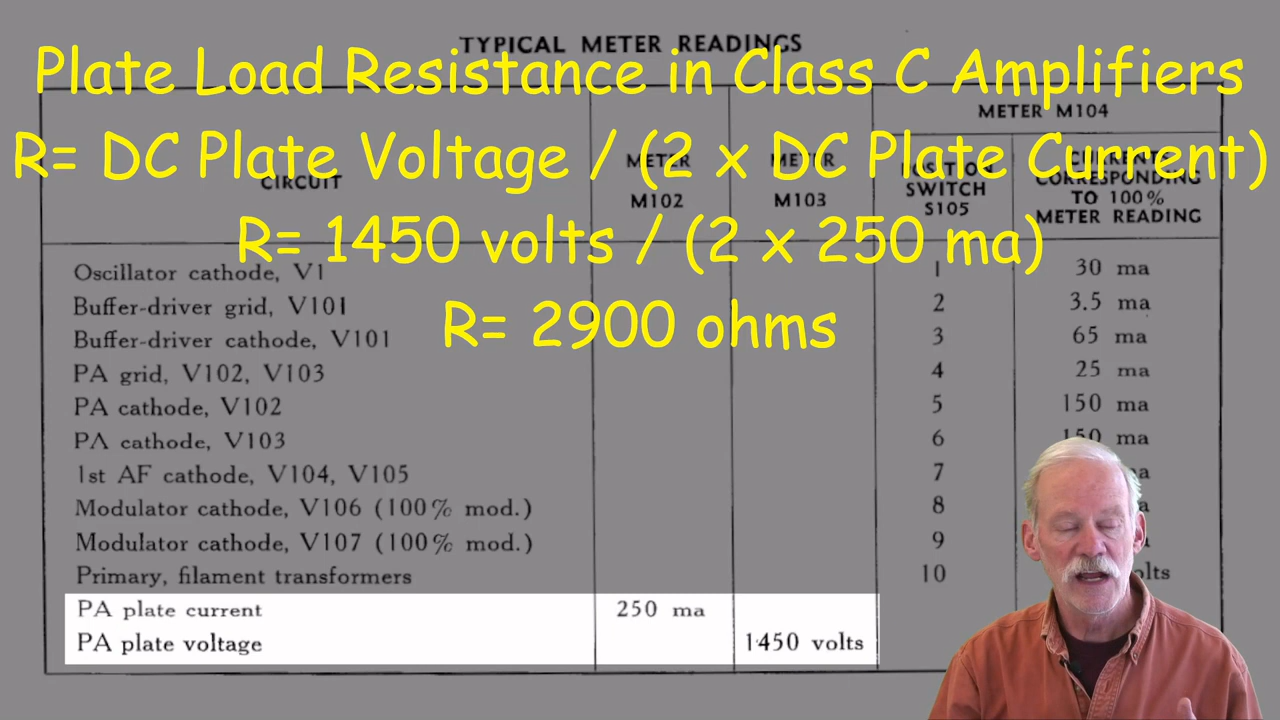 TYPICAL METER READINGS
Plate Load Resistance in Class C Amplifiers
METER M104
R= DC Plate Voltage / (2 x DC Plate Current)
CIRCUIT
METER
M102
METER
M103
POSITION
SWITCH
S105
CURRENTS
CORRESPONDING
TO 100%
METER READING
R= 1450 volts / (2 x 250 ma)
R= 2900 ohms
Oscillator cathode, V1 1 30 ma
Buffer-driver grid, V101 2 3.5 ma
Buffer-driver cathode, V101 3 65 ma
PA grid, V102, V103 4 25 ma
PA cathode, V102 5 150 ma
PA cathode, V103 6 150 ma
1st AF cathode, V104, V105 7
Modulator cathode, V106 (100% mod.) 8
Modulator cathode, V107 (100% mod.) 9
Primary, filament transformers 10
PA plate current 250 ma
PA plate voltage 1450 volts